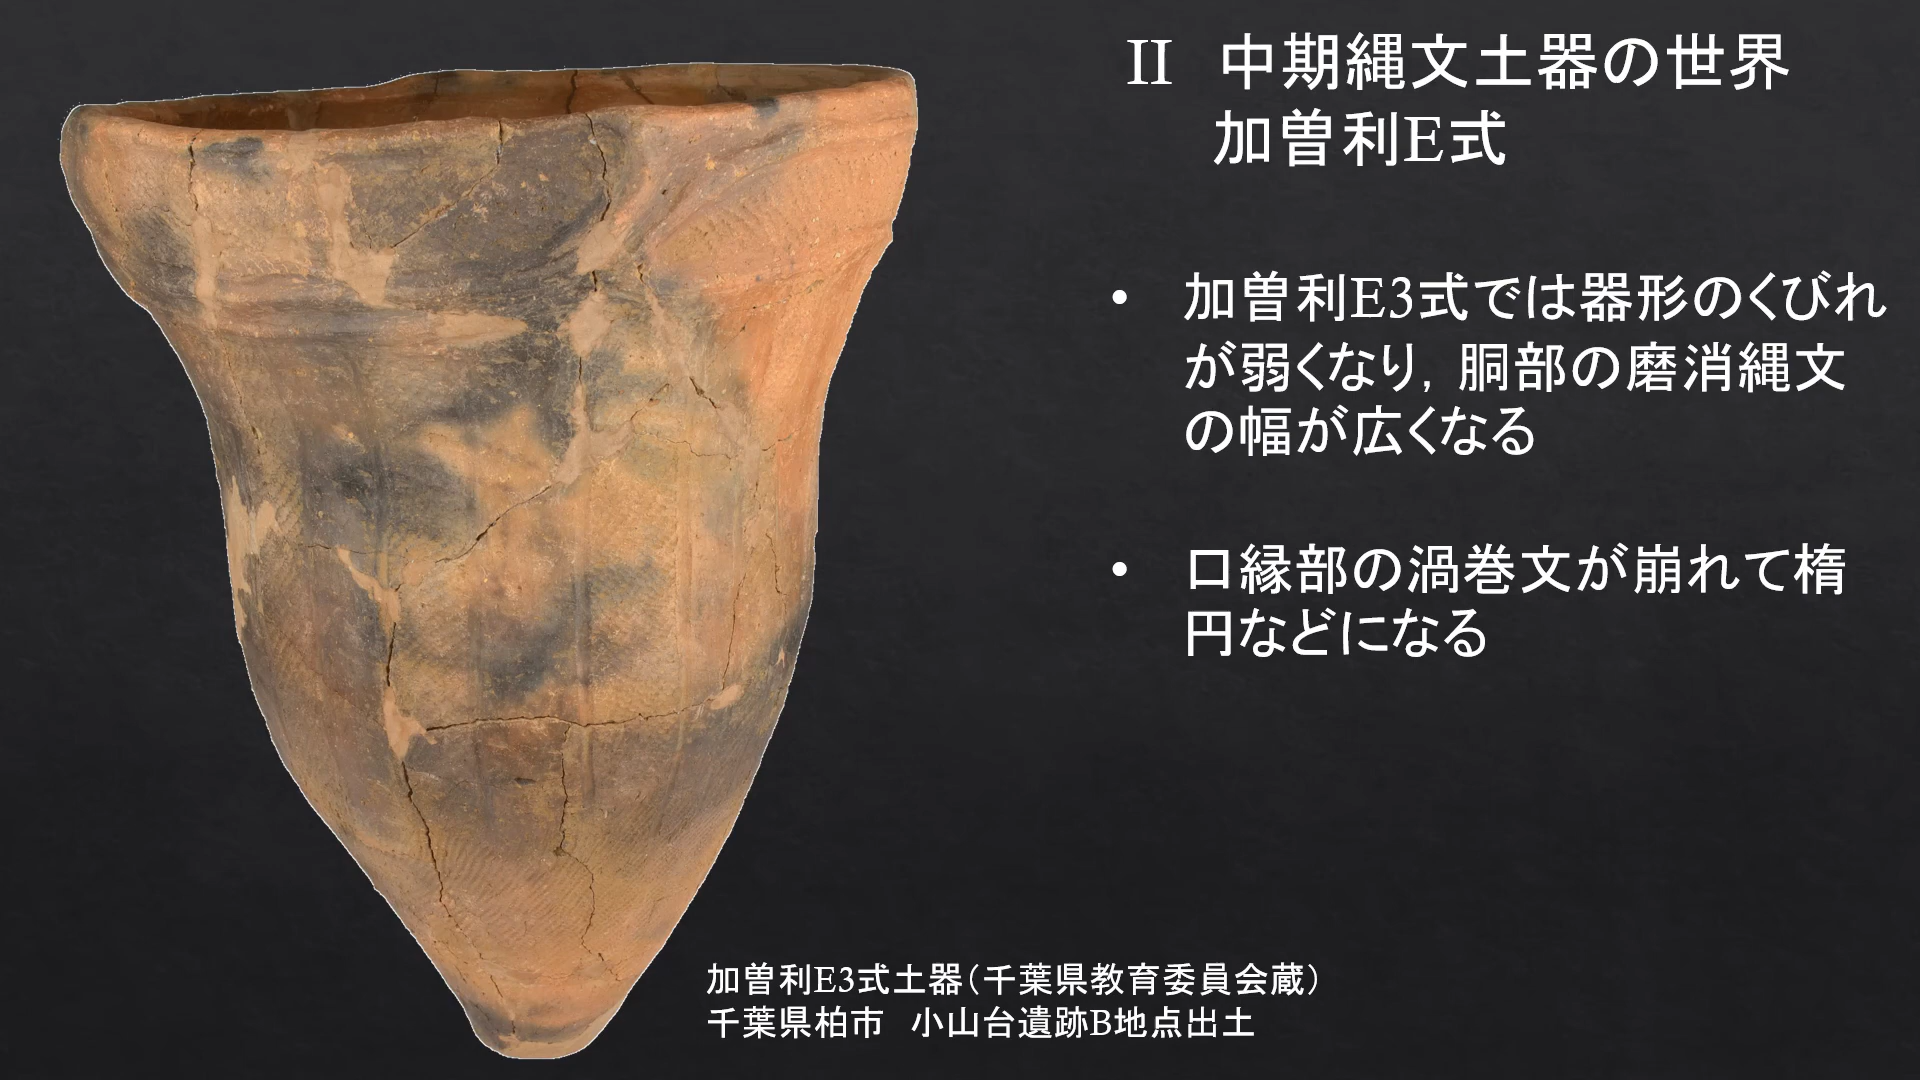 II　中期縄文土器の世界
加曽利E式
• 加曽利E3式では器形のくびれ
が弱くなり，胴部の磨消縄文
の幅が広くなる
• 口縁部の渦巻文が崩れて楕
円などになる
加曽利E3式土器（千葉県教育委員会蔵）
千葉県柏市　小山台遺跡B地点出土